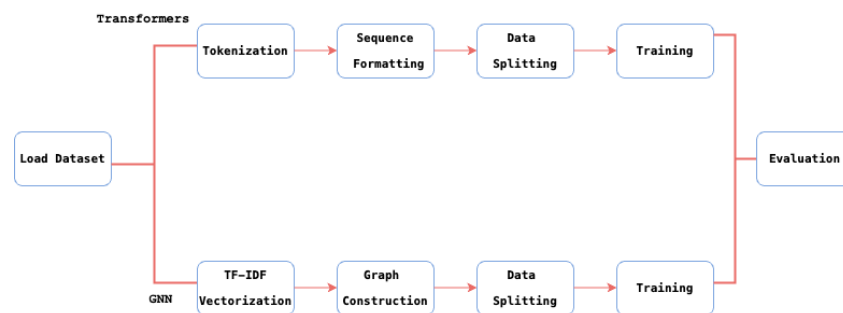 Transformers
Tokenization
Sequence
Formatting
Data
Splitting
Training
Load Dataset
Evaluation
GNN
TF-IDF
Vectorization
Graph
Construction
Data
Splitting
Training